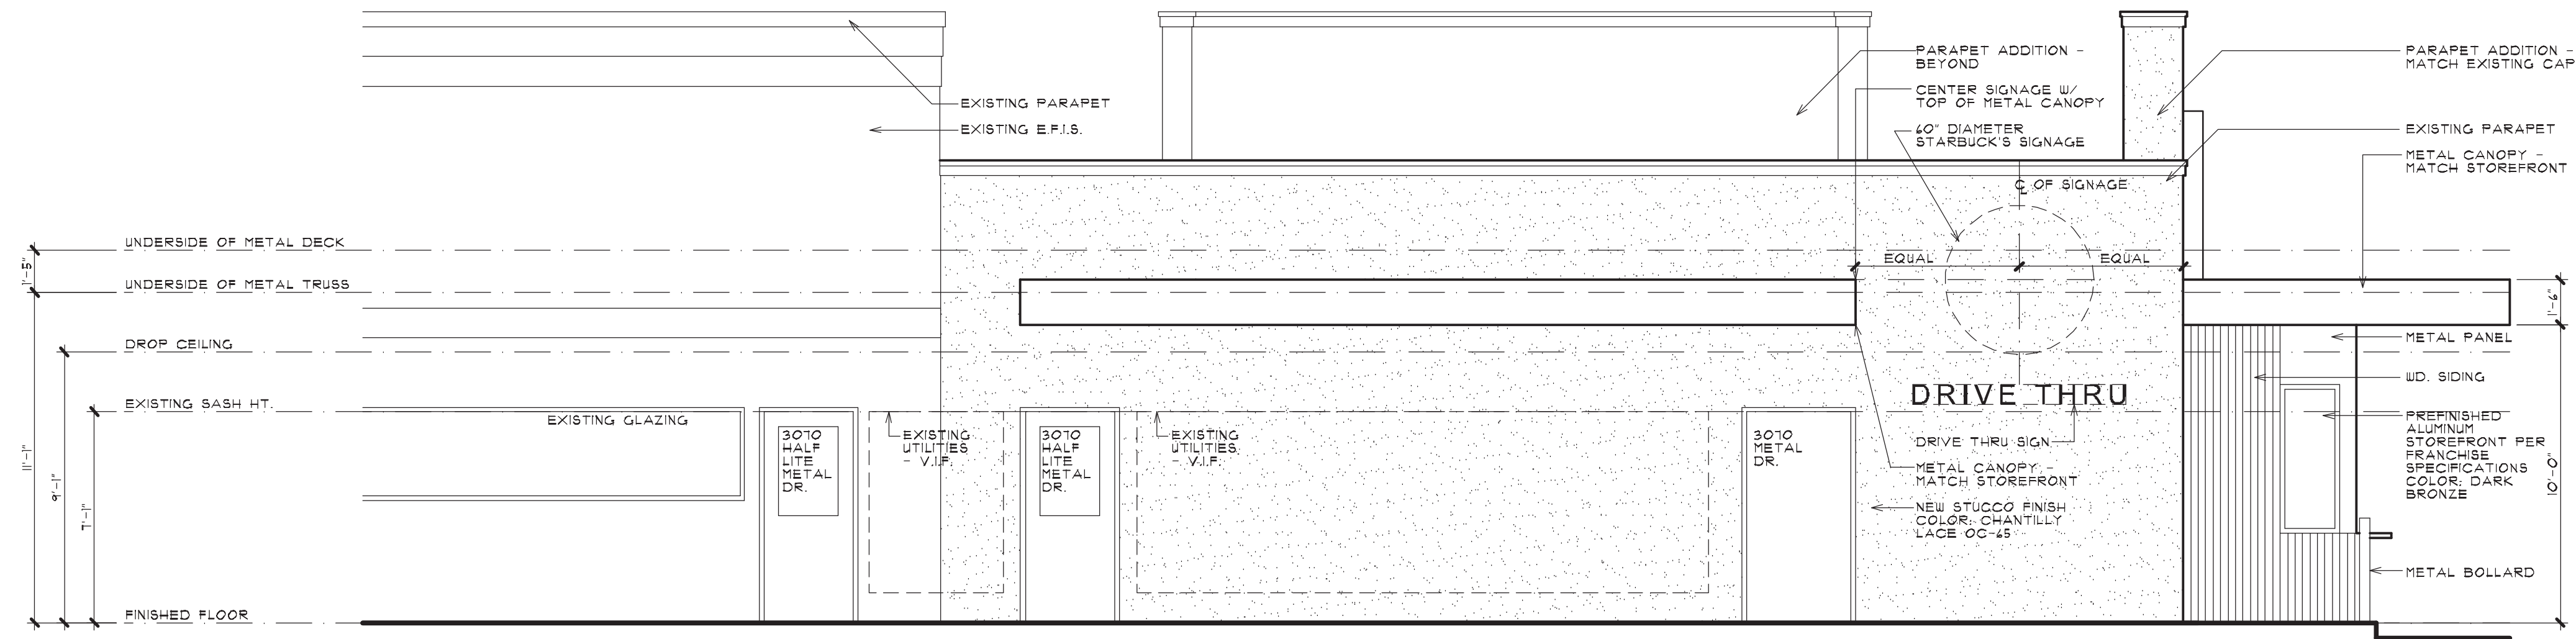 PARAPET ADDITION -
BEYOND
PARAPET ADDITION -
MATCH EXISTING CAP
CENTER SIGNAGE W/
TOP OF METAL CANOPY
EXISTING PARAPET
EXISTING E.F.I.S.
60" DIAMETER
STARBUCK'S SIGNAGE
EXISTING PARAPET
METAL CANOPY -
MATCH STOREFRONT
℄ OF SIGNAGE
UNDERSIDE OF METAL DECK
1'-5"
EQUAL
EQUAL
UNDERSIDE OF METAL TRUSS
1'-6"
DROP CEILING
METAL PANEL
WD. SIDING
DRIVE THRU
EXISTING SASH HT.
EXISTING GLAZING
3070
HALF
LITE
METAL
DR.
EXISTING
UTILITIES
- V.I.F.
3070
HALF
LITE
METAL
DR.
EXISTING
UTILITIES
- V.I.F.
3070
METAL
DR.
DRIVE THRU SIGN
METAL CANOPY -
MATCH STOREFRONT
NEW STUCCO FINISH
COLOR: CHANTILLY
LACE OC-65
PREFINISHED
ALUMINUM
STOREFRONT PER
FRANCHISE
SPECIFICATIONS
COLOR: DARK
BRONZE
10'-0"
11'-1"
9'-1"
7'-1"
METAL BOLLARD
FINISHED FLOOR